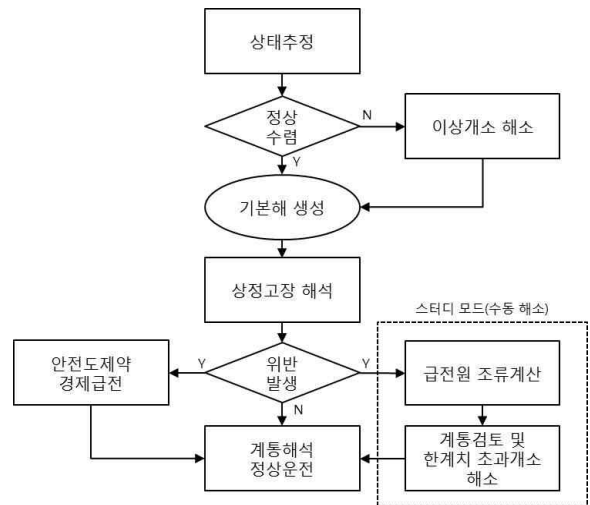 상태추정
정상
수렴
N
이상개소 해소
Y
기본해 생성
상정고장 해석
스터디 모드(수동 해소)
안전도제약
경제급전
Y
위반
발생
Y
급전원 조류계산
N
계통해석
정상운전
계통검토 및
한계치 초과개소
해소